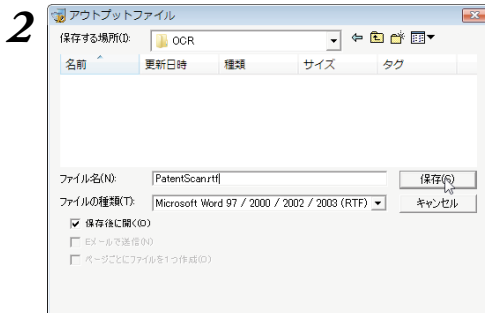 2
アウトプットファイル
保存する場所(I): OCR
名前 更新日時 種類 サイズ タグ
ファイル名(N): PatentScan.rtf 保存(S)
ファイルの種類(T): Microsoft Word 97 / 2000 / 2002 / 2003 (RTF) キャンセル
保存後に開く(O)
Eメールで送信(N)
ページごとにファイルを1つ作成(O)